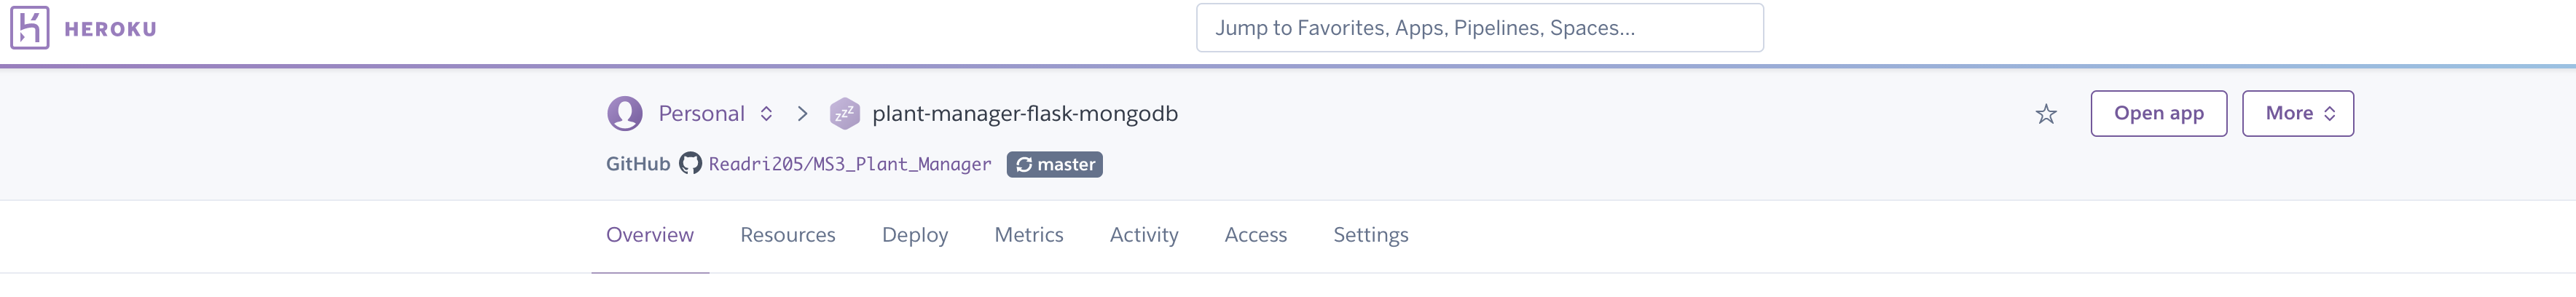 HEROKU
Jump to Favorites, Apps, Pipelines, Spaces...
Personal > zzz plant-manager-flask-mongodb
Open app More
GitHub Readri205/MS3_Plant_Manager master
Overview Resources Deploy Metrics Activity Access Settings